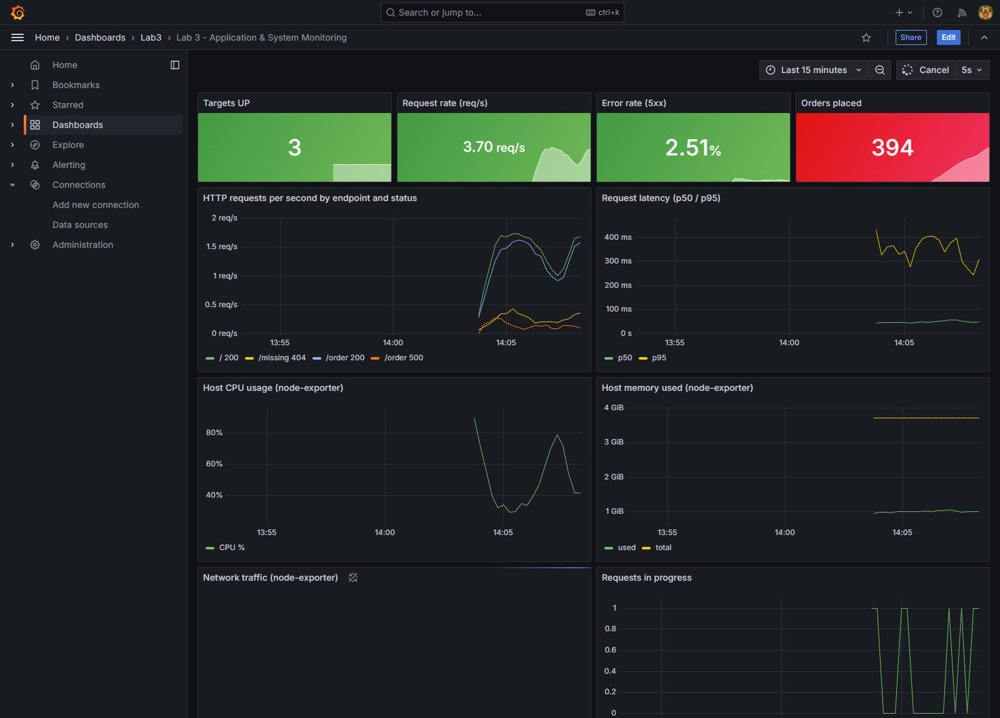 Search or jump to...
ctrl+k
Home › Dashboards › Lab3 › Lab 3 - Application & System Monitoring
Share
Edit
Home
Bookmarks
Starred
Dashboards
Explore
Alerting
Connections
Add new connection
Data sources
Administration
Last 15 minutes
Cancel
5s
Targets UP
3
Request rate (req/s)
3.70 req/s
Error rate (5xx)
2.51%
Orders placed
394
HTTP requests per second by endpoint and status
2 req/s
1.5 req/s
1 req/s
0.5 req/s
0 req/s
13:55 14:00 14:05
/ 200 /missing 404 /order 200 /order 500
Request latency (p50 / p95)
400 ms
300 ms
200 ms
100 ms
0 s
13:55 14:00 14:05
p50 p95
Host CPU usage (node-exporter)
80%
60%
40%
13:55 14:00 14:05
CPU %
Host memory used (node-exporter)
4 GiB
3 GiB
2 GiB
1 GiB
13:55 14:00 14:05
used total
Network traffic (node-exporter)
Requests in progress
1
0.8
0.6
0.4
0.2
0